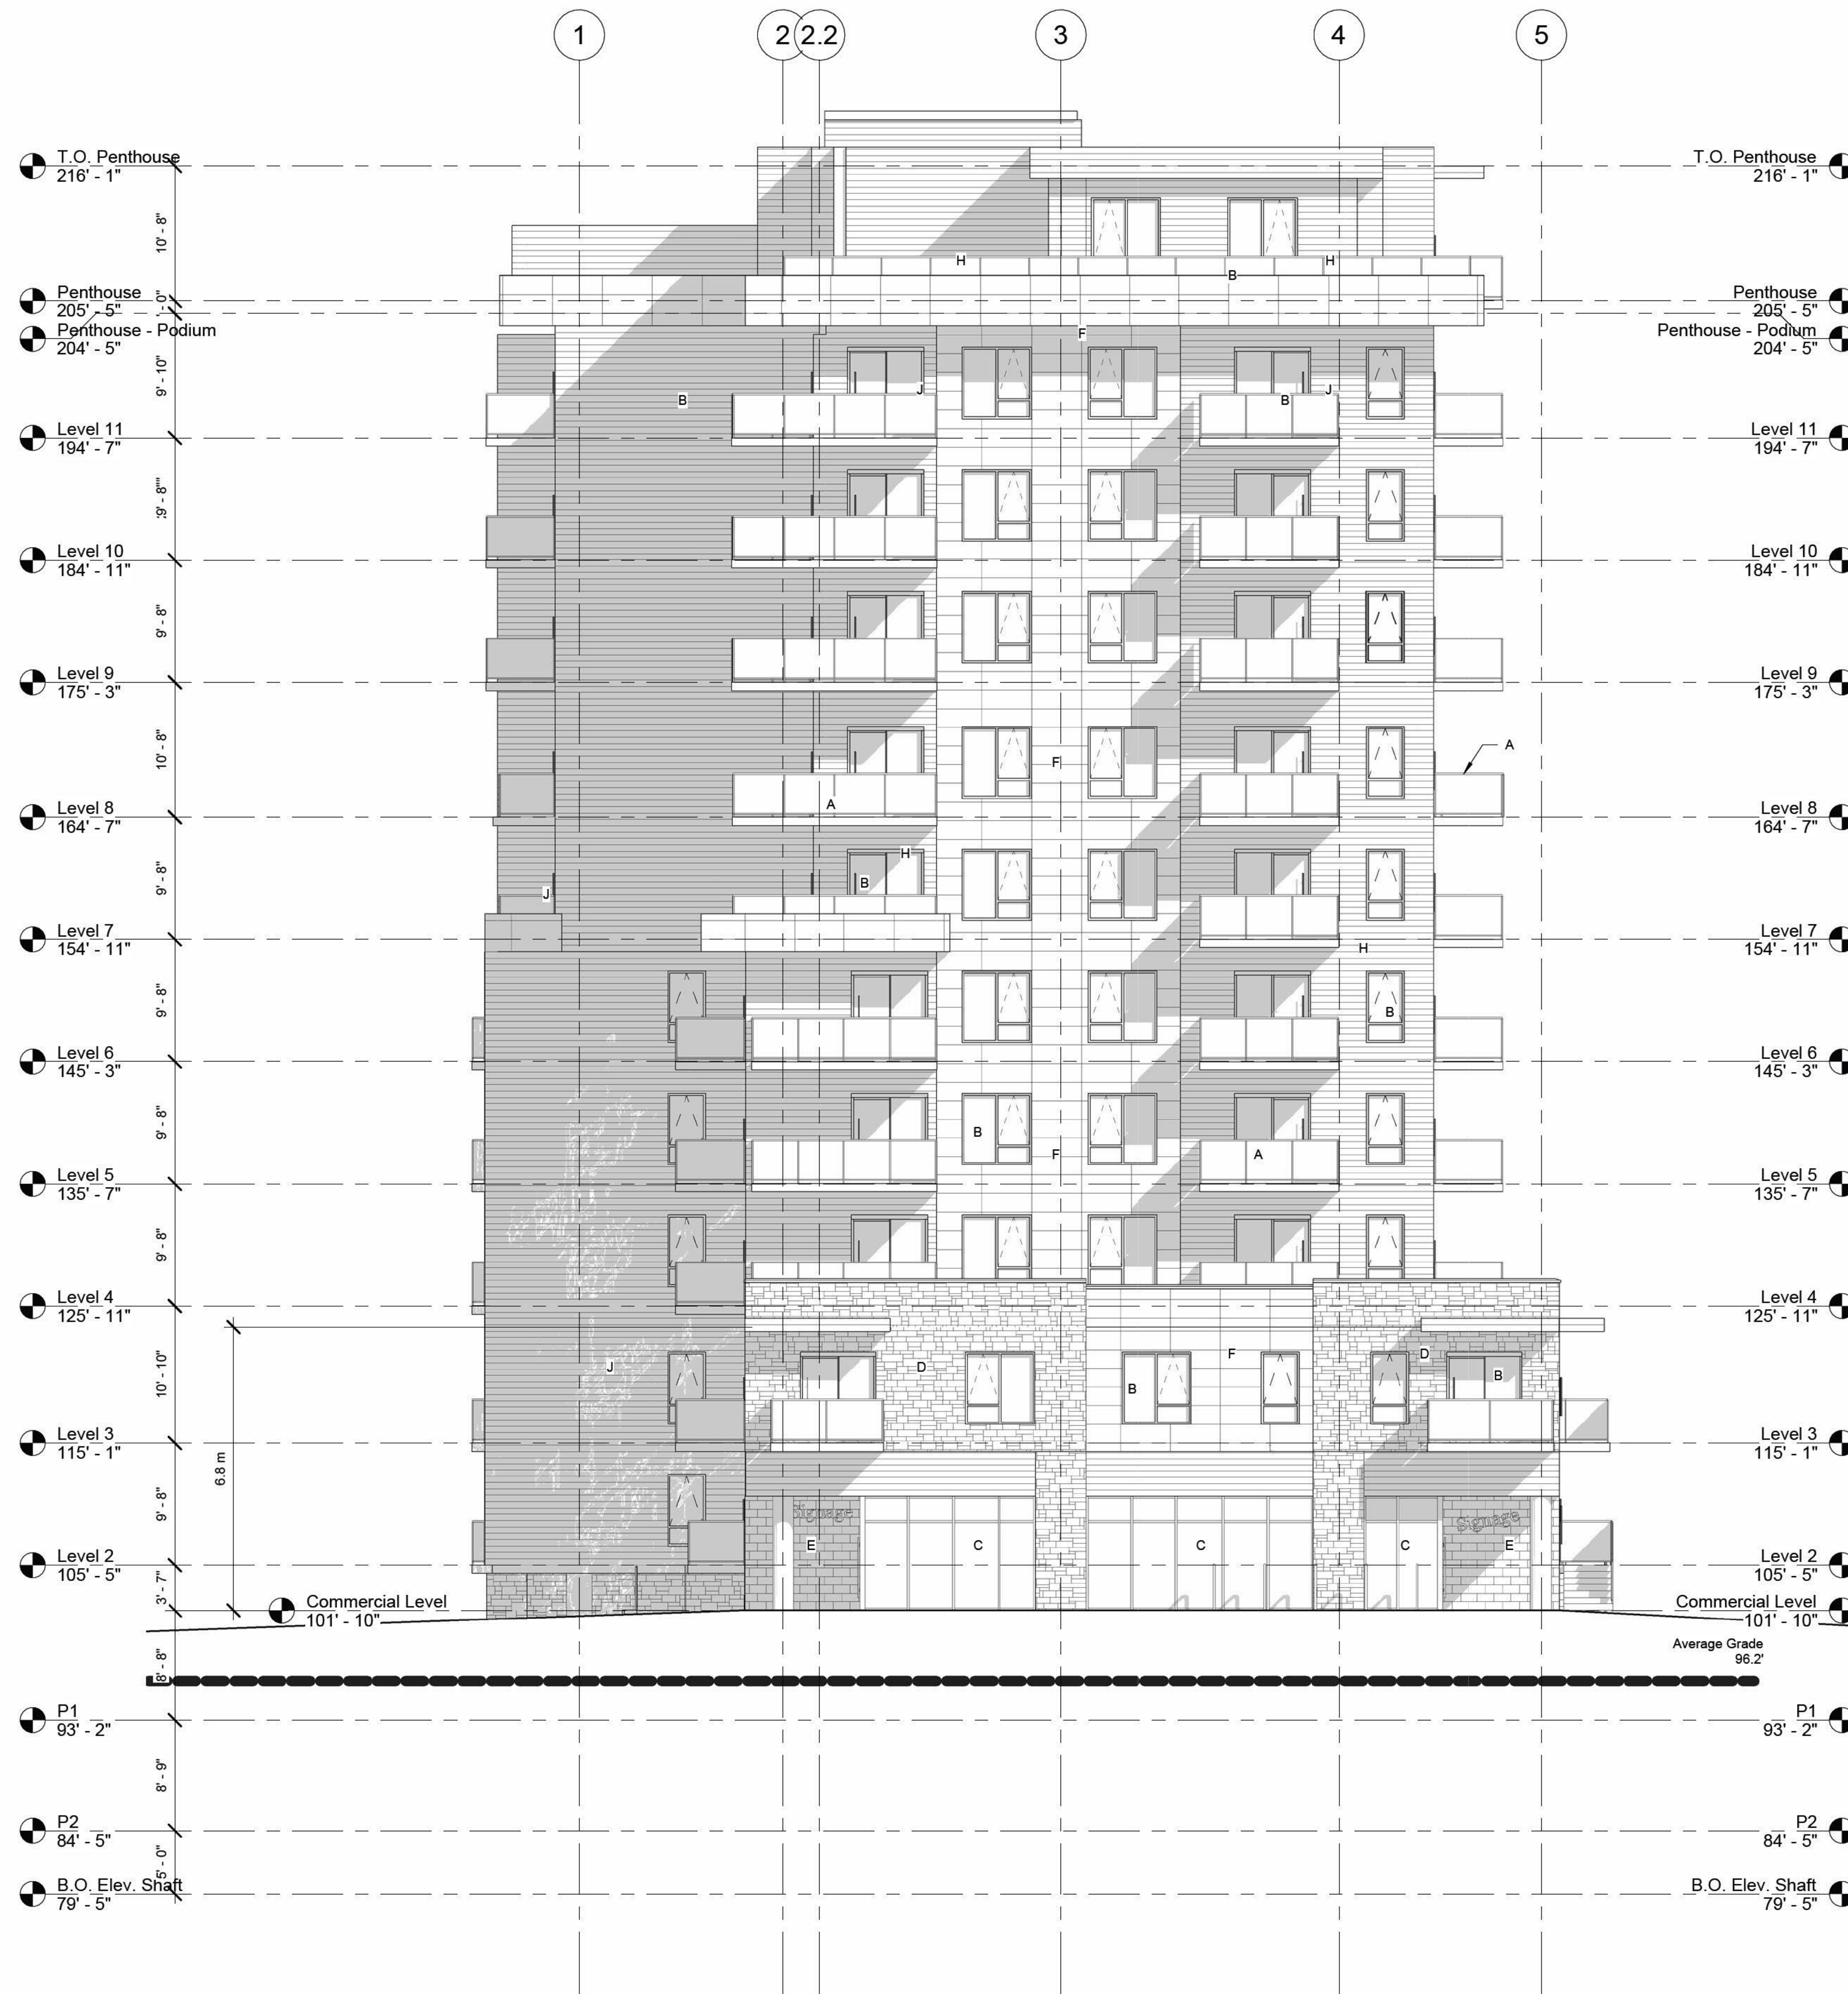 1
2
2.2
3
4
5
T.O. Penthouse
216' - 1"
T.O. Penthouse
216' - 1"
10' - 8"
H
H
B
Penthouse
205' - 5"
Penthouse
205' - 5"
Penthouse - Podium
204' - 5"
Penthouse - Podium
204' - 5"
F
9' - 10"
J
J
B
B
Level 11
194' - 7"
Level 11
194' - 7"
Level 10
184' - 11"
Level 10
184' - 11"
9' - 8"
Level 9
175' - 3"
Level 9
175' - 3"
10' - 8"
A
F
A
Level 8
164' - 7"
Level 8
164' - 7"
9' - 8"
H
B
J
Level 7
154' - 11"
Level 7
154' - 11"
H
9' - 8"
B
Level 6
145' - 3"
Level 6
145' - 3"
9' - 8"
B
F
A
Level 5
135' - 7"
Level 5
135' - 7"
9' - 8"
Level 4
125' - 11"
Level 4
125' - 11"
10' - 10"
J
D
F
D
B
B
Level 3
115' - 1"
Level 3
115' - 1"
6.8 m
9' - 8"
Signage
Signage
E
C
C
C
E
Level 2
105' - 5"
Level 2
105' - 5"
3' - 7"
Commercial Level
101' - 10"
Commercial Level
101' - 10"
Average Grade
96.2'
8' - 8"
P1
93' - 2"
P1
93' - 2"
8' - 9"
P2
84' - 5"
P2
84' - 5"
5' - 0"
B.O. Elev. Shaft
79' - 5"
B.O. Elev. Shaft
79' - 5"